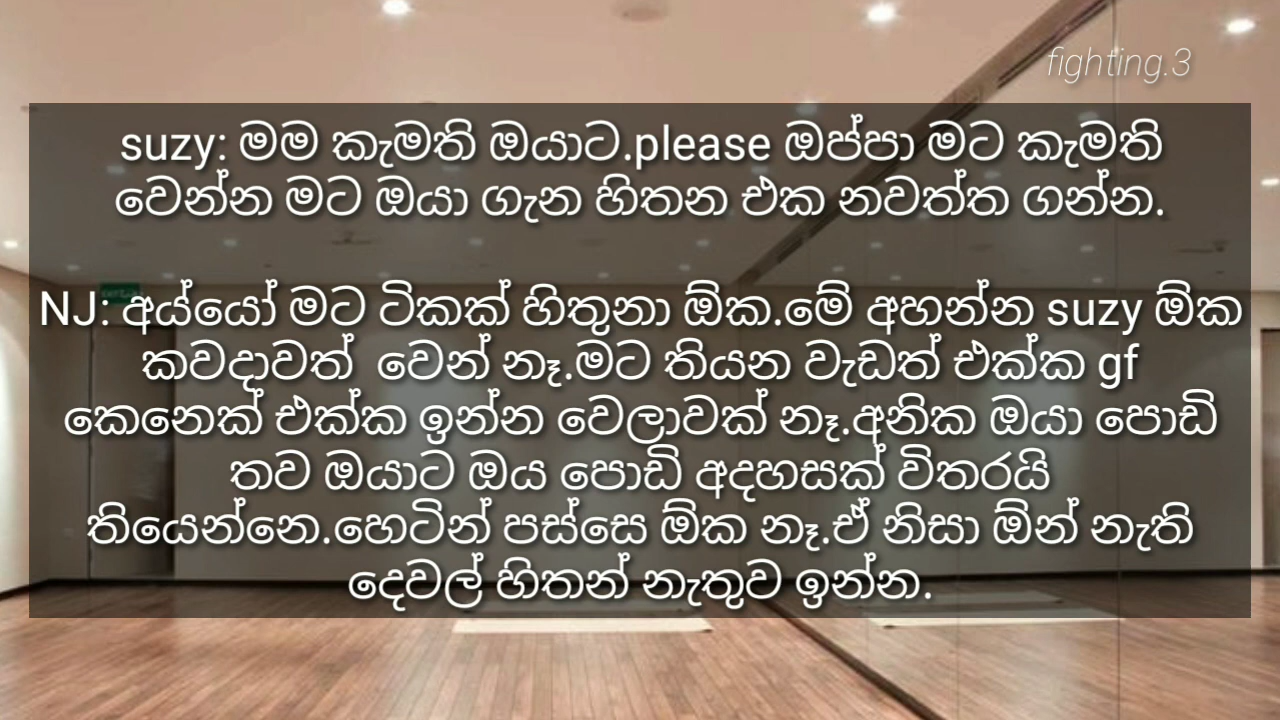 fighting.3
suzy: මම කැමති ඔයාට.please ඔප්පා මට කැමති
වෙන්න මට ඔයා ගැන හිතන එක නවත්ත ගන්න.
NJ: අය්යෝ මට ටිකක් හිතුනා ඕක.මේ අහන්න suzy ඕක
කවදාවත්  වෙන් නෑ.මට තියන වැඩත් එක්ක gf
කෙනෙක් එක්ක ඉන්න වෙලාවක් නෑ.අනික ඔයා පොඩි
තව ඔයාට ඔය පොඩි අදහසක් විතරයි
තියෙන්නෙ.හෙටින් පස්සෙ ඕක නෑ.ඒ නිසා ඕන් නැති
දෙවල් හිතන් නැතුව ඉන්න.